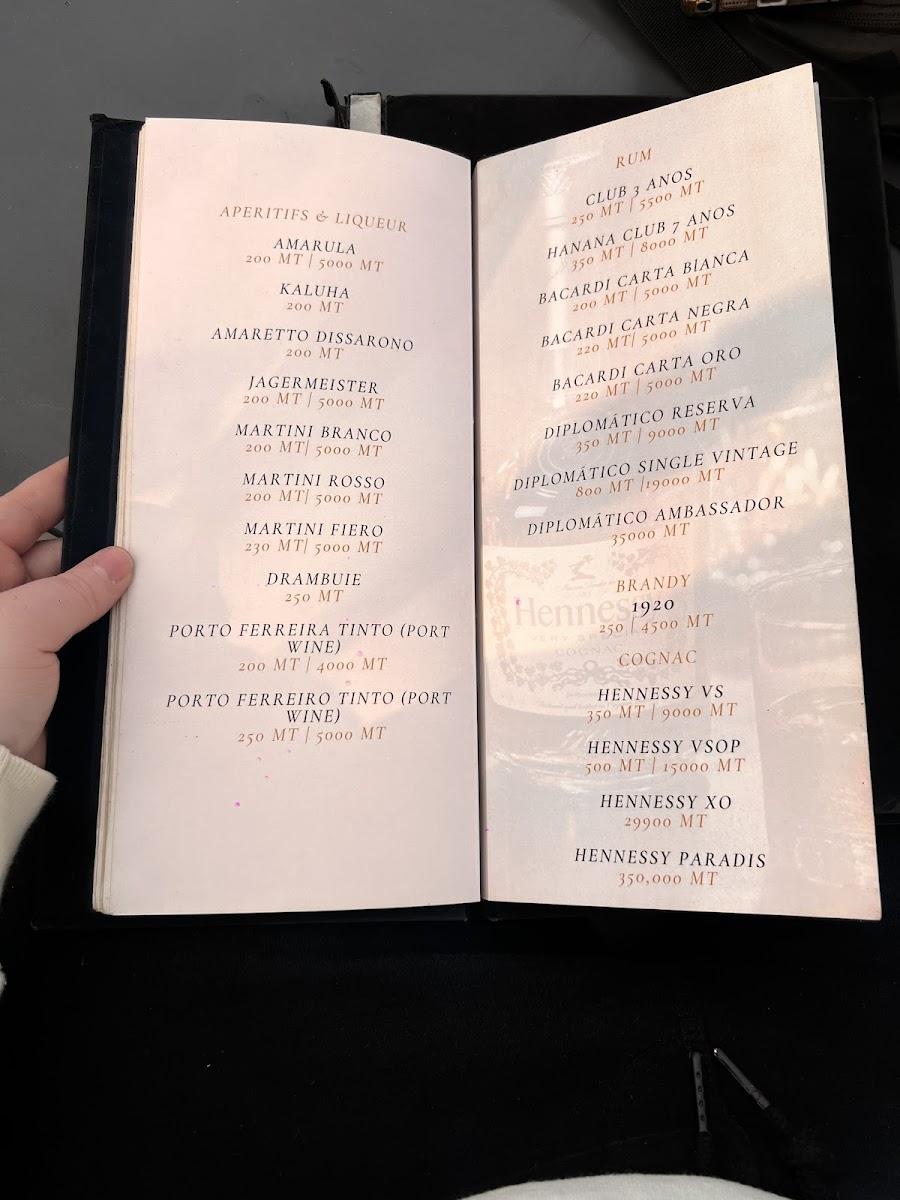 APERITIFS & LIQUEUR
AMARULA
200 MT | 5000 MT
KALUHA
200 MT
AMARETTO DISSARONO
200 MT
JAGERMEISTER
200 MT | 5000 MT
MARTINI BRANCO
200 MT| 5000 MT
MARTINI ROSSO
200 MT| 5000 MT
MARTINI FIERO
230 MT| 5000 MT
DRAMBUIE
250 MT
PORTO FERREIRA TINTO (PORT
WINE)
200 MT | 4000 MT
PORTO FERREIRO TINTO (PORT
WINE)
250 MT | 5000 MT
RUM
CLUB 3 ANOS
250 MT | 5500 MT
HANANA CLUB 7 ANOS
350 MT | 8000 MT
BACARDI CARTA BlANCA
200 MT | 5000 MT
BACARDI CARTA NEGRA
220 MT| 5000 MT
BACARDI CARTA ORO
220 MT | 5000 MT
DIPLOMÁTICO RESERVA
350 MT | 9000 MT
DIPLOMÁTICO SINGLE VINTAGE
800 MT |19000 MT
DIPLOMÁTICO AMBASSADOR
35000 MT
BRANDY
1920
250 | 4500 MT
COGNAC
HENNESSY VS
350 MT | 9000 MT
HENNESSY VSOP
500 MT | 15000 MT
HENNESSY XO
29900 MT
HENNESSY PARADIS
350,000 MT
Hennessy
VERY SPECIAL
COGNAC